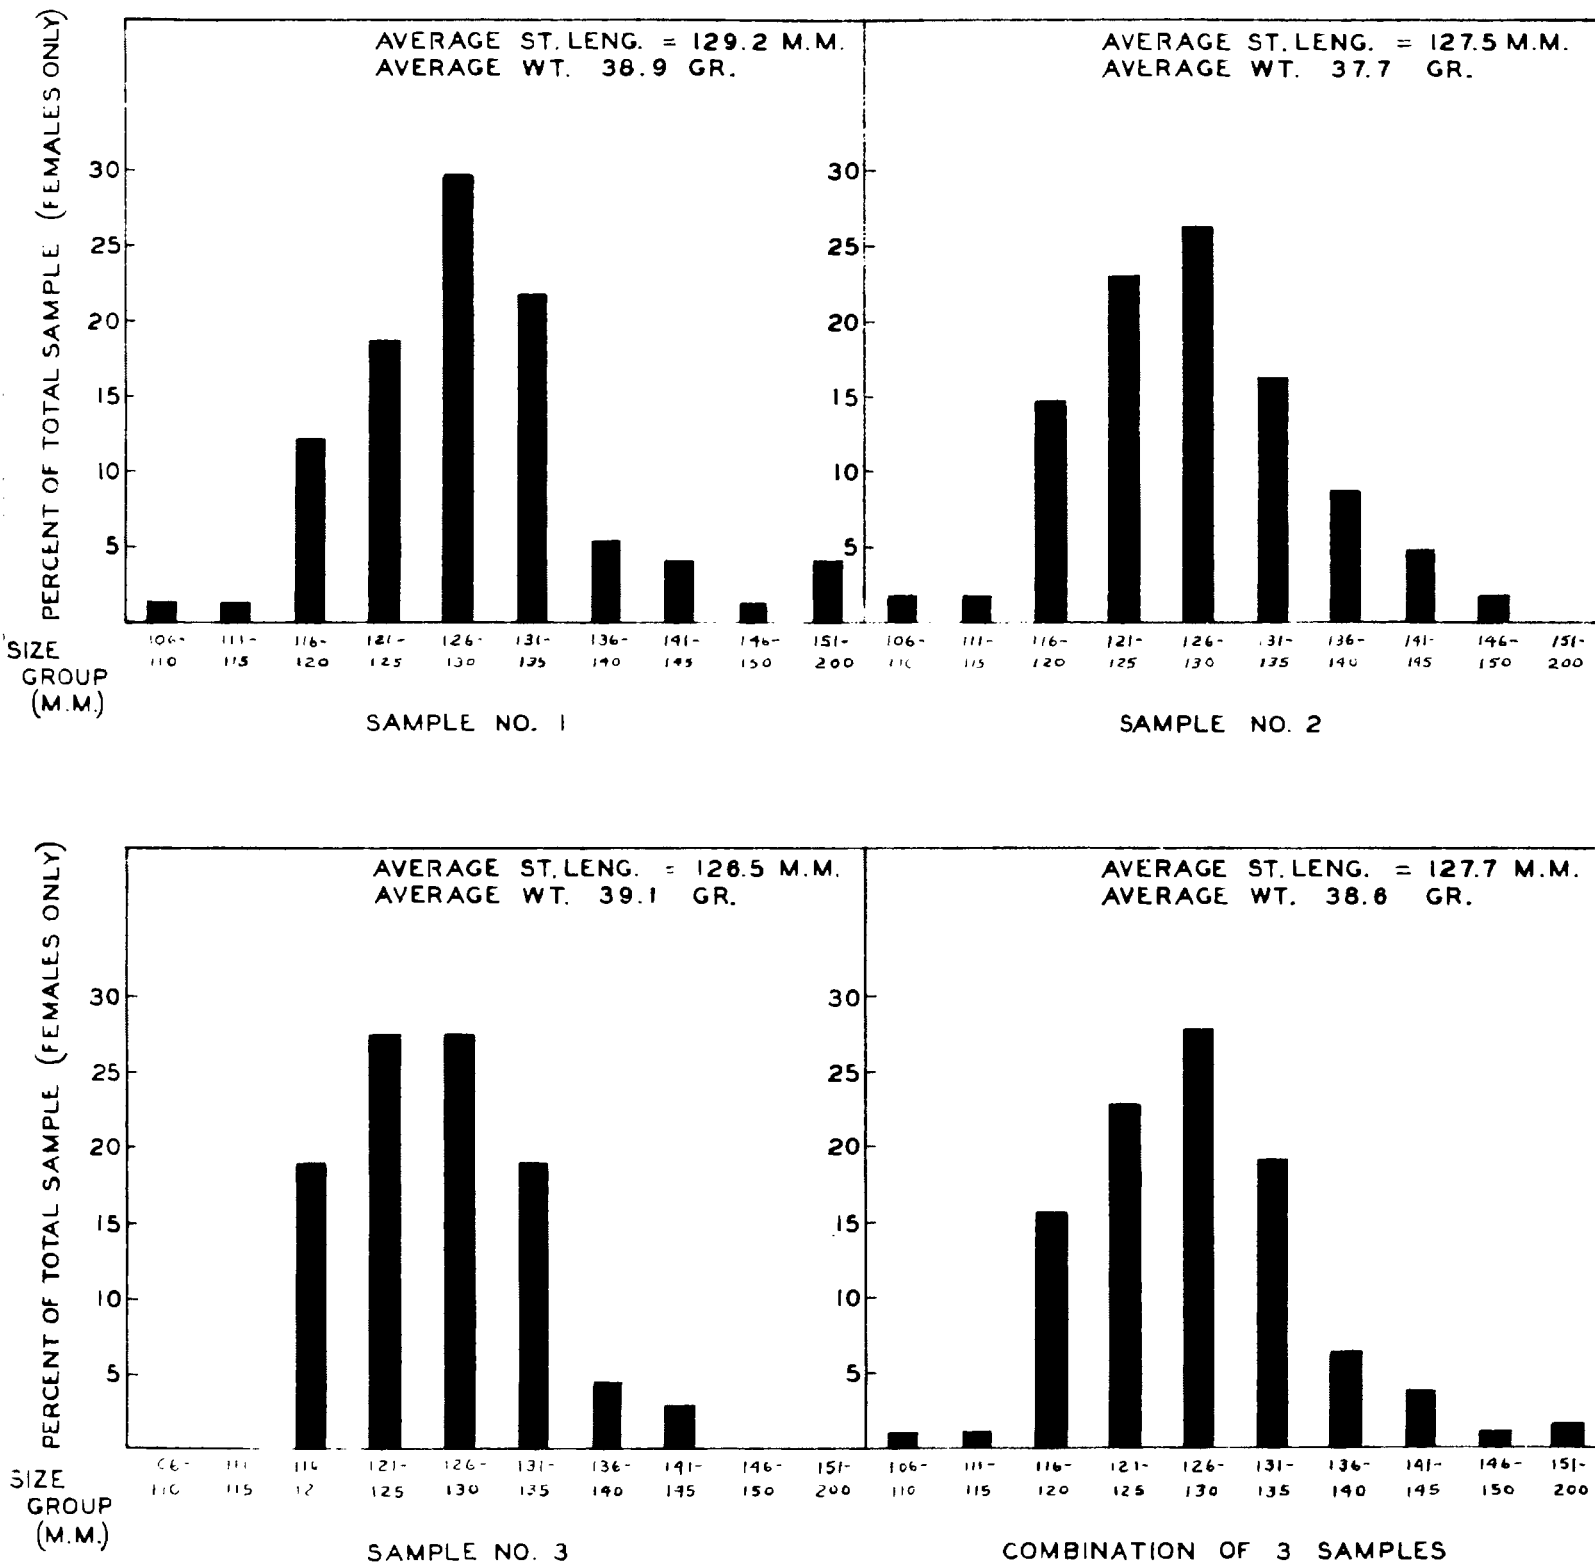 PERCENT OF TOTAL SAMPLE (FEMALES ONLY)
AVERAGE ST. LENG. = 129.2 M.M.
AVERAGE WT. 38.9 GR.
30
25
20
15
10
5
106- 111- 116- 121- 126- 131- 136- 141- 146- 151-
110 115 120 125 130 135 140 145 150 200
SIZE
GROUP
(M.M.)
SAMPLE NO. 1
AVERAGE ST. LENG. = 127.5 M.M.
AVERAGE WT. 37.7 GR.
30
25
20
15
10
5
106- 111- 116- 121- 126- 131- 136- 141- 146- 151-
115 120 125 130 135 140 145 150 200
SAMPLE NO. 2
PERCENT OF TOTAL SAMPLE (FEMALES ONLY)
AVERAGE ST. LENG. = 126.5 M.M.
AVERAGE WT. 39.1 GR.
30
25
20
15
10
5
111 116 121- 126- 131- 136- 141- 146- 151-
110 115 12 125 130 135 140 145 150 200
SIZE
GROUP
(M.M.)
SAMPLE NO. 3
AVERAGE ST. LENG. = 127.7 M.M.
AVERAGE WT. 38.6 GR.
30
25
20
15
10
5
106- 111- 116- 121- 126- 131- 136- 141- 146- 151-
110 115 120 125 130 135 140 145 150 200
COMBINATION OF 3 SAMPLES